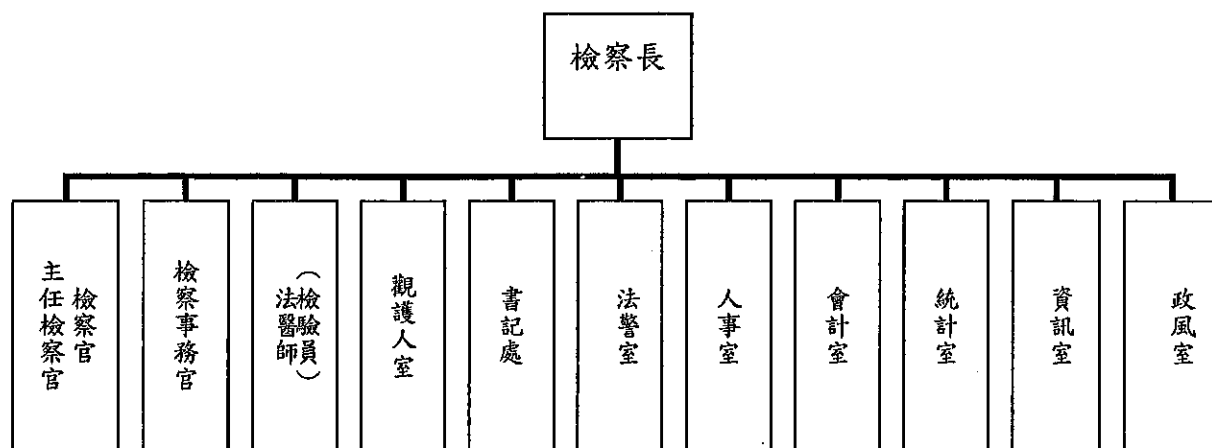 檢察長
主任檢察官
檢察官
檢察事務官
法醫師
（檢驗員）
觀護人室
書記處
法警室
人事室
會計室
統計室
資訊室
政風室